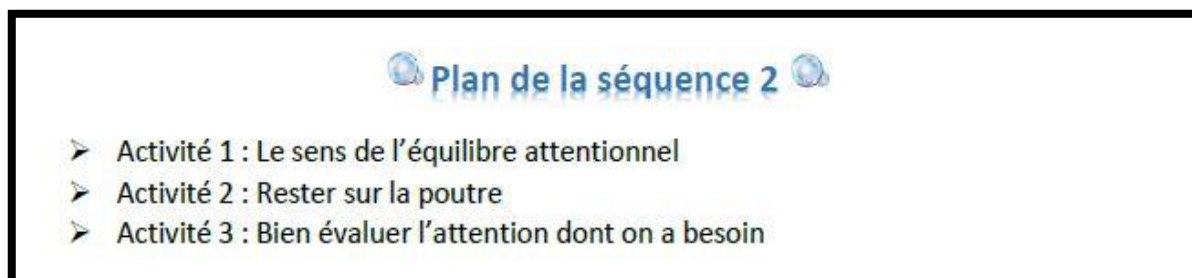 Plan de la séquence 2
➢ Activité 1 : Le sens de l’équilibre attentionnel
➢ Activité 2 : Rester sur la poutre
➢ Activité 3 : Bien évaluer l’attention dont on a besoin